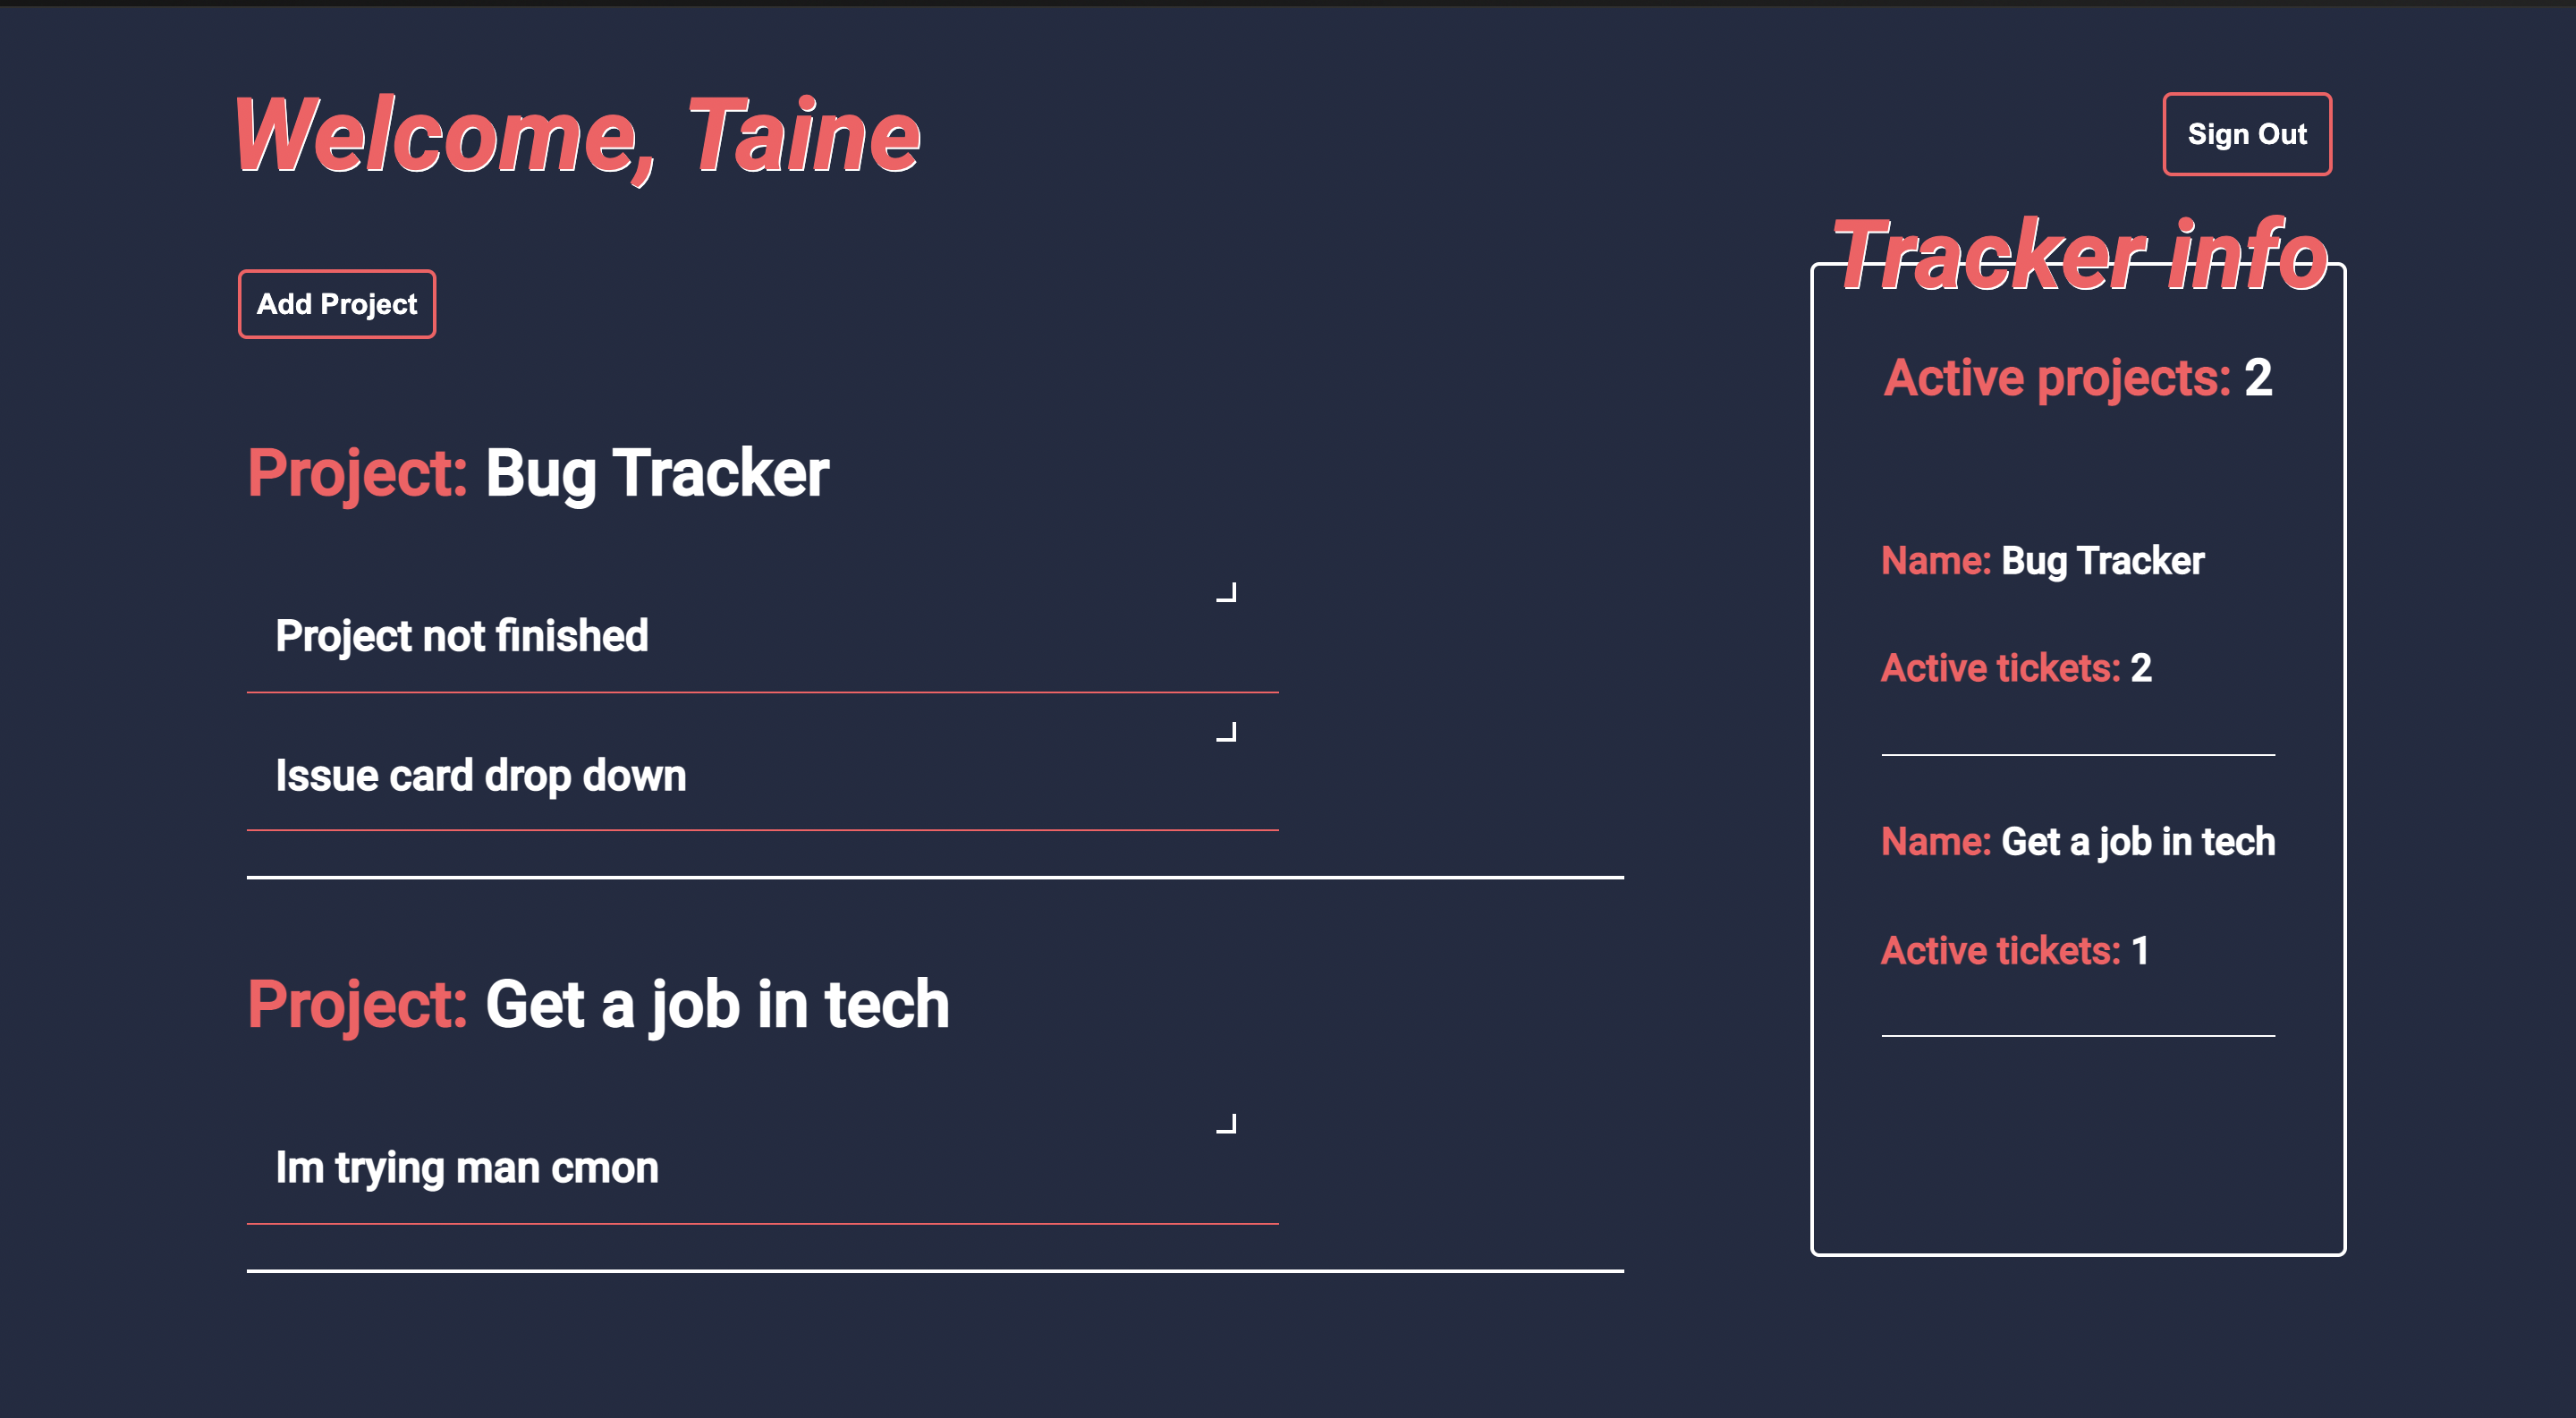 Welcome, Taine
Sign Out
Add Project
Project: Bug Tracker
Project not finished
Issue card drop down
Project: Get a job in tech
Im trying man cmon
Tracker info
Active projects: 2
Name: Bug Tracker
Active tickets: 2
Name: Get a job in tech
Active tickets: 1